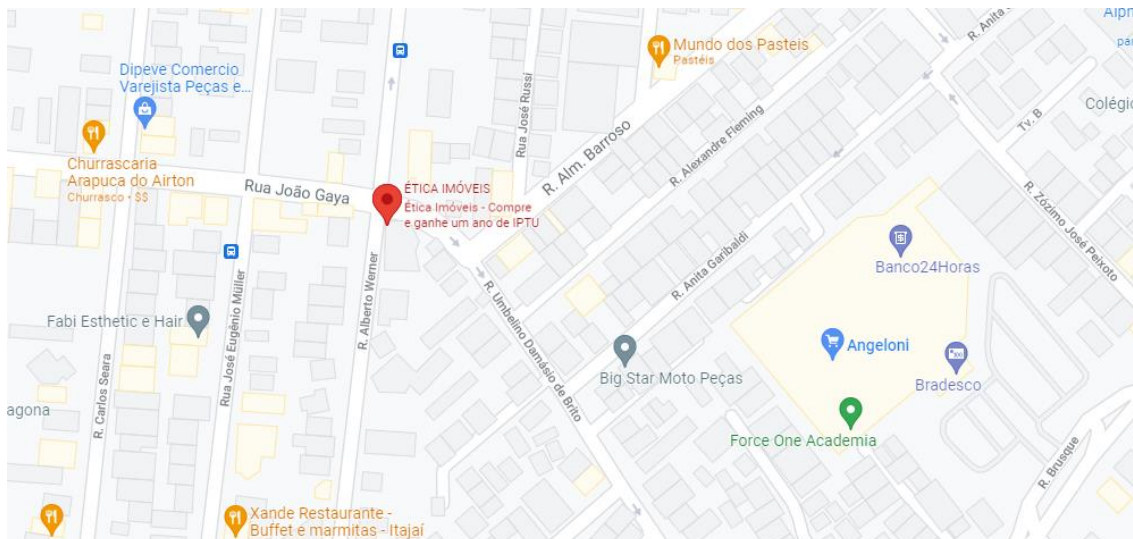 R. Anita
Alph
pa
Mundo dos Pasteis
Pastéis
Dipeve Comercio
Varejista Peças e...
Rua José Russi
Colégio
Tv. B
R. Alm. Barroso
R. Alexandre Fleming
Churrascaria
Arapuca do Airton
Churrasco - $$
Rua João Gaya
ÉTICA IMÓVEIS
Ética Imóveis - Compre
e ganhe um ano de IPTU
R. Zózimo José Peixoto
R. Anita Garibaldi
Banco24Horas
R. Alberto Werner
R. Umbelino Damásio de Brito
Rua José Eugênio Müller
Fabi Esthetic e Hair...
Angeloni
Big Star Moto Peças
Bradesco
R. Carlos Seara
agona
Force One Academia
R. Brusque
Xande Restaurante -
Buffet e marmitas - Itajaí